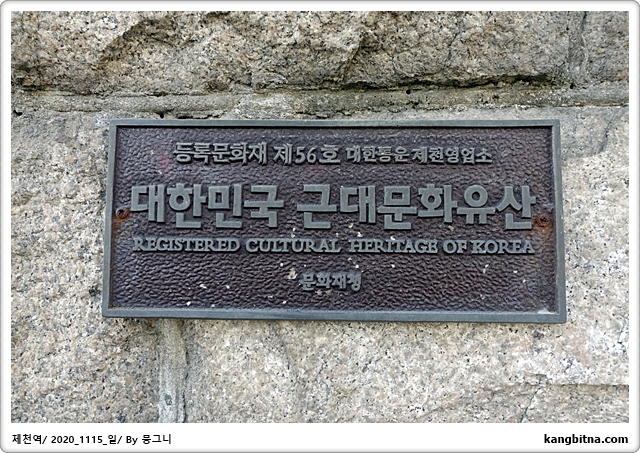 등록문화재 제56호 대한통운 제천영업소
대한민국 근대문화유산
REGISTERED CULTURAL HERITAGE OF KOREA
문화재청
제천역/ 2020_1115_일/ By 몽그니
kangbitna.com